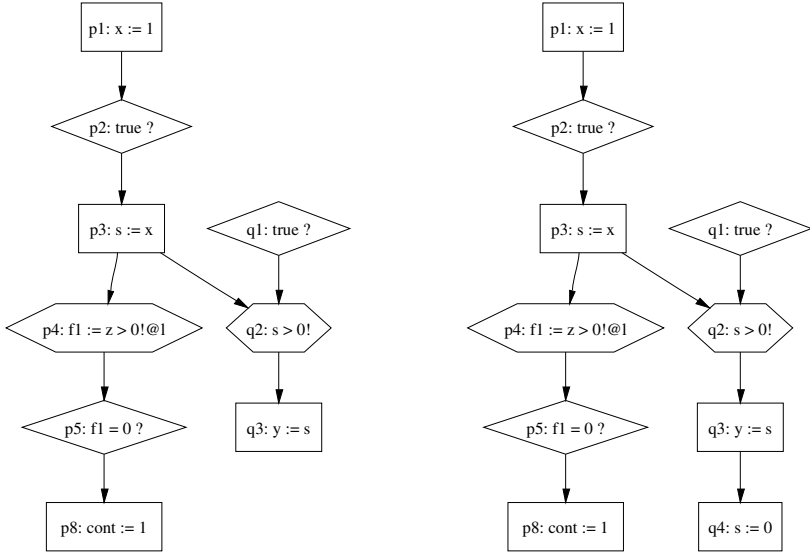 p1: x := 1
p2: true ?
p3: s := x
q1: true ?
p4: f1 := z > 0!@l
q2: s > 0!
p5: f1 = 0 ?
q3: y := s
p8: cont := 1
p1: x := 1
p2: true ?
p3: s := x
q1: true ?
p4: f1 := z > 0!@l
q2: s > 0!
p5: f1 = 0 ?
q3: y := s
p8: cont := 1
q4: s := 0